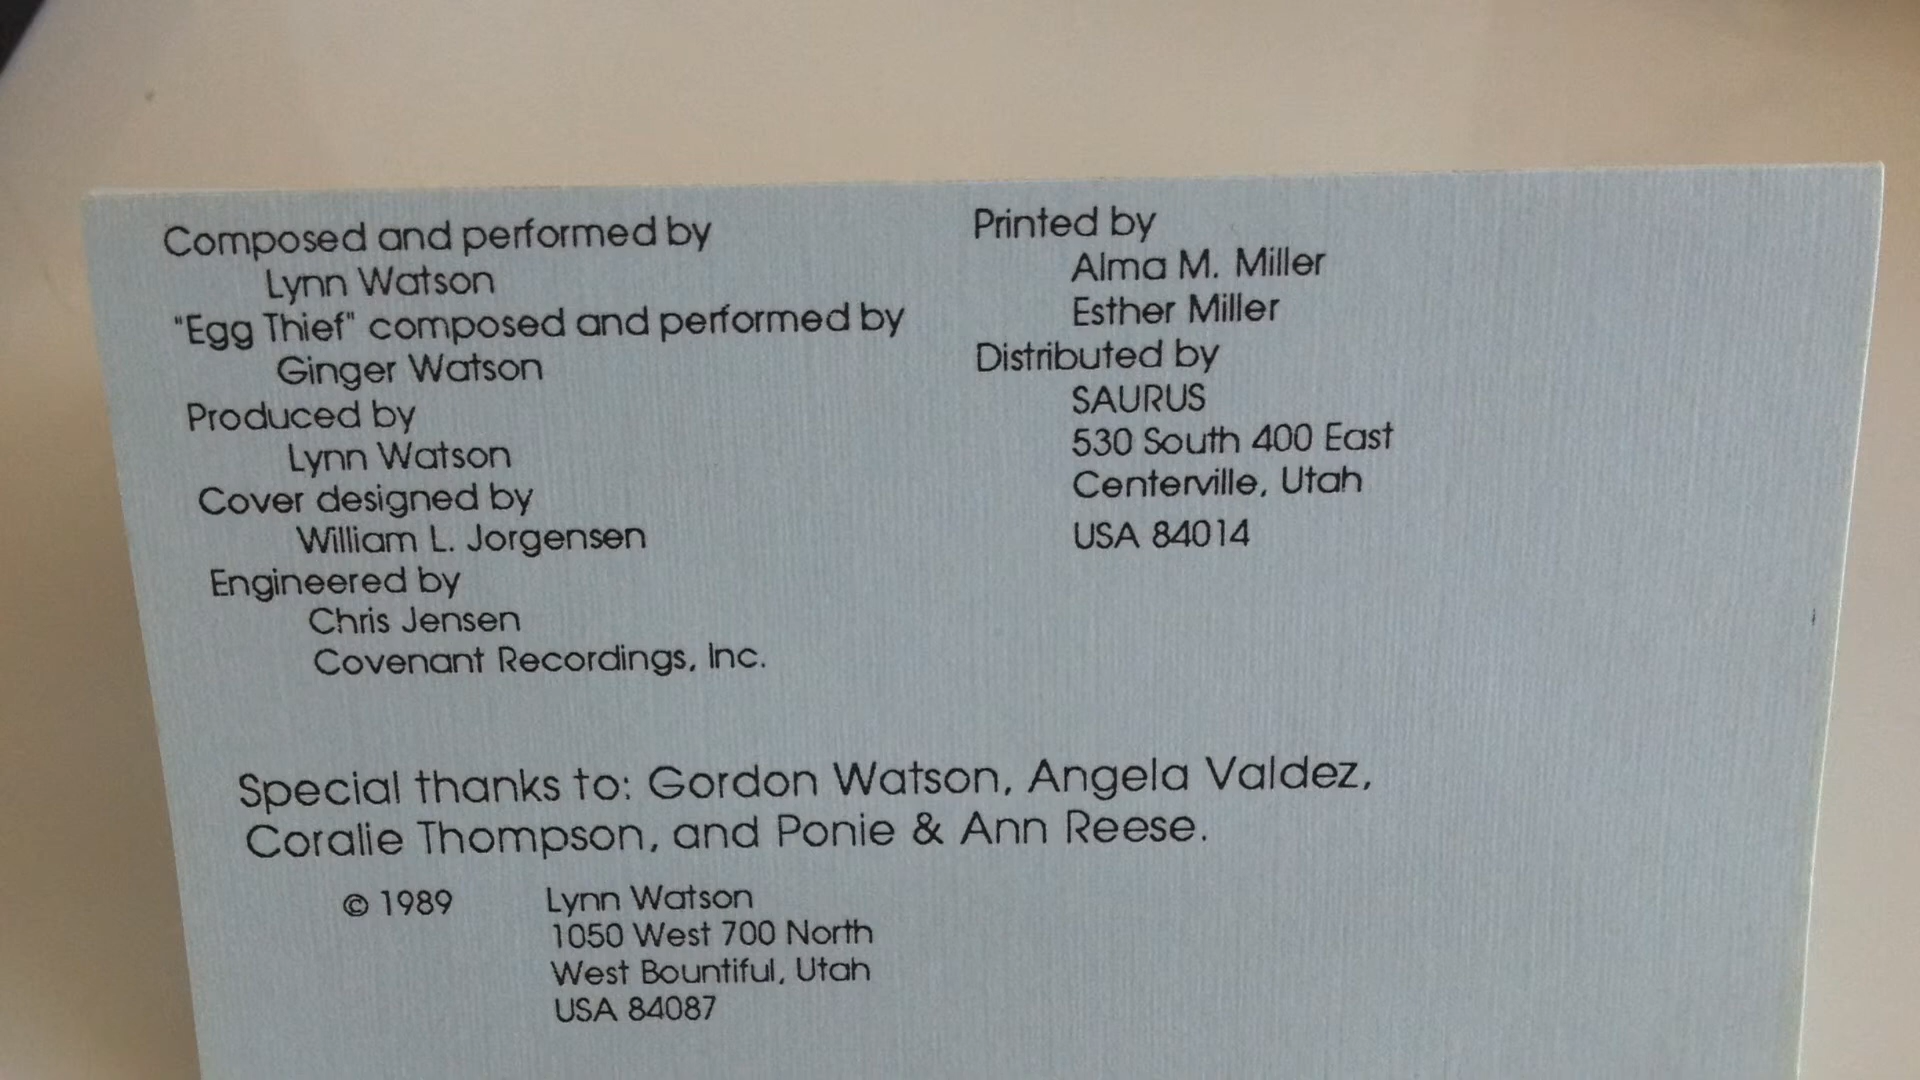 Composed and performed by
Lynn Watson
"Egg Thief" composed and performed by
Ginger Watson
Produced by
Lynn Watson
Cover designed by
William L. Jorgensen
Engineered by
Chris Jensen
Covenant Recordings, Inc.
Printed by
Alma M. Miller
Esther Miller
Distributed by
SAURUS
530 South 400 East
Centerville, Utah
USA 84014
Special thanks to: Gordon Watson, Angela Valdez,
Coralie Thompson, and Ponie & Ann Reese.
© 1989 Lynn Watson
1050 West 700 North
West Bountiful, Utah
USA 84087